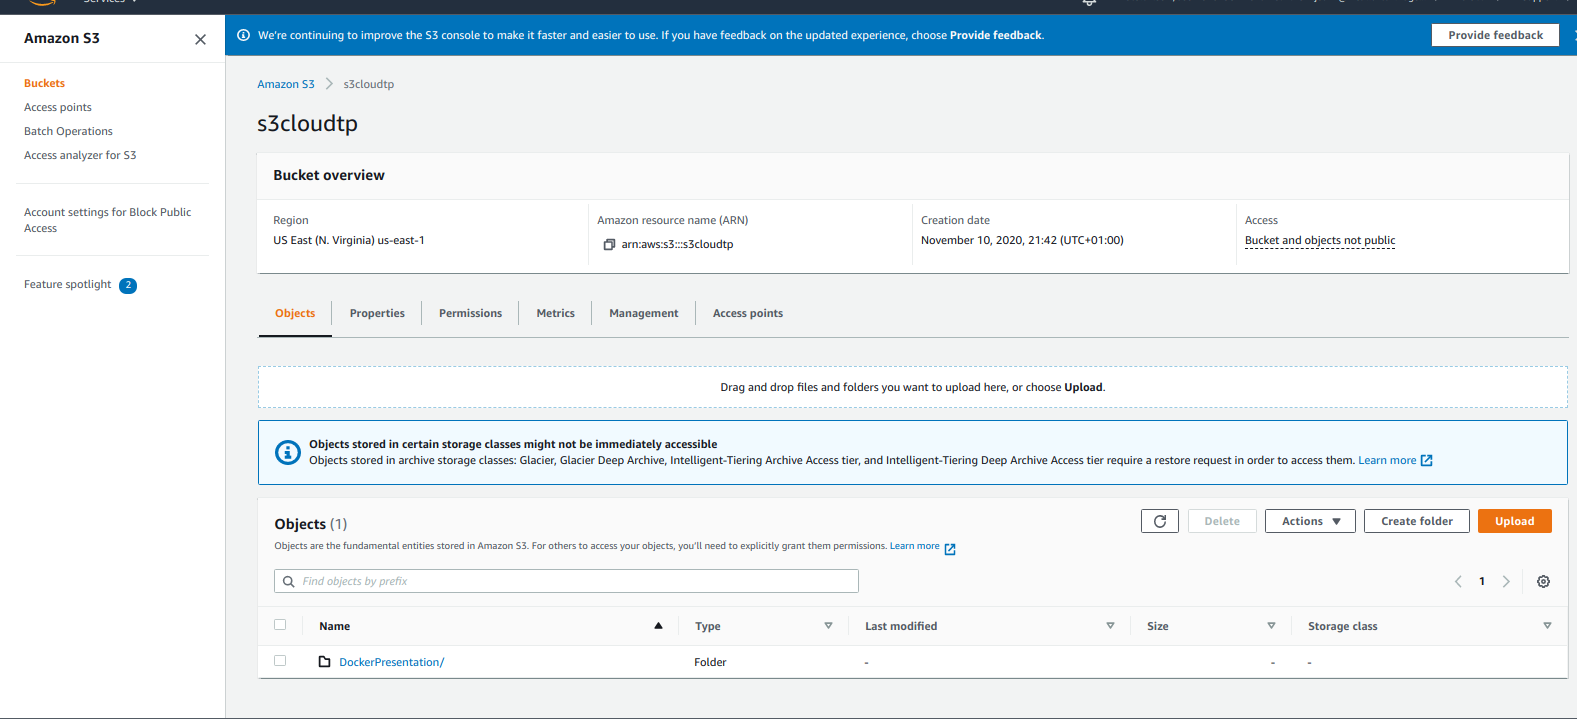 Services
Amazon S3
Buckets
Access points
Batch Operations
Access analyzer for S3
Account settings for Block Public
Access
Feature spotlight 2
We're continuing to improve the S3 console to make it faster and easier to use. If you have feedback on the updated experience, choose Provide feedback.
Provide feedback
Amazon S3 s3cloudtp
s3cloudtp
Bucket overview
Region
US East (N. Virginia) us-east-1
Amazon resource name (ARN)
arn:aws:s3:::s3cloudtp
Creation date
November 10, 2020, 21:42 (UTC+01:00)
Access
Bucket and objects not public
Objects Properties Permissions Metrics Management Access points
Drag and drop files and folders you want to upload here, or choose Upload.
Objects stored in certain storage classes might not be immediately accessible
Objects stored in archive storage classes: Glacier, Glacier Deep Archive, Intelligent-Tiering Archive Access tier, and Intelligent-Tiering Deep Archive Access tier require a restore request in order to access them. Learn more
Objects (1)
Delete Actions Create folder Upload
Objects are the fundamental entities stored in Amazon S3. For others to access your objects, you'll need to explicitly grant them permissions. Learn more
Find objects by prefix
1
Name Type Last modified Size Storage class
DockerPresentation/ Folder - - -